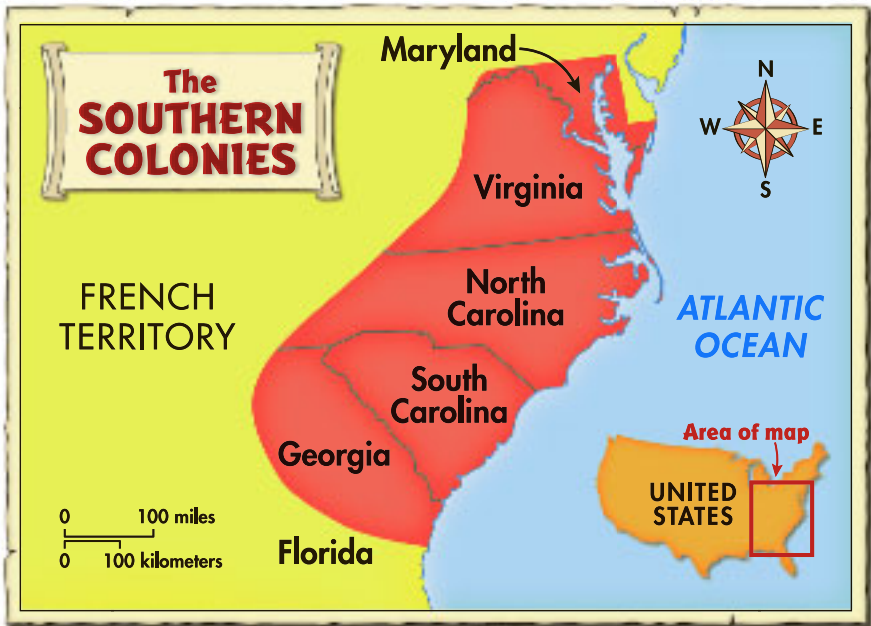 The
SOUTHERN
COLONIES
Maryland
N
W
E
S
Virginia
FRENCH
TERRITORY
North
Carolina
ATLANTIC
OCEAN
South
Carolina
Georgia
Area of map
UNITED
STATES
0 100 miles
0 100 kilometers
Florida